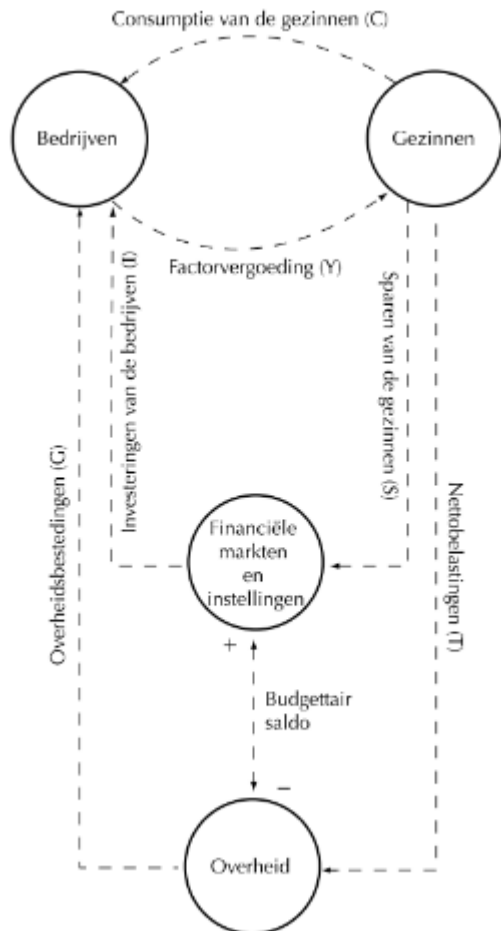 Consumptie van de gezinnen (C)
Bedrijven
Gezinnen
Factorvergoeding (Y)
Investeringen van de bedrijven (I)
Sparen van de gezinnen (S)
Overheidsbestedingen (G)
Nettobelastingen (T)
Financiële
markten
en
instellingen
+
Budgettair
saldo
−
Overheid